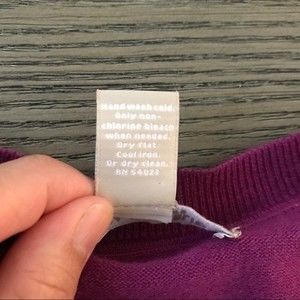 Hand wash cold.
Only non-
chlorine bleach
when needed.
Dry flat.
Cool iron.
Or dry clean.
RN 54023